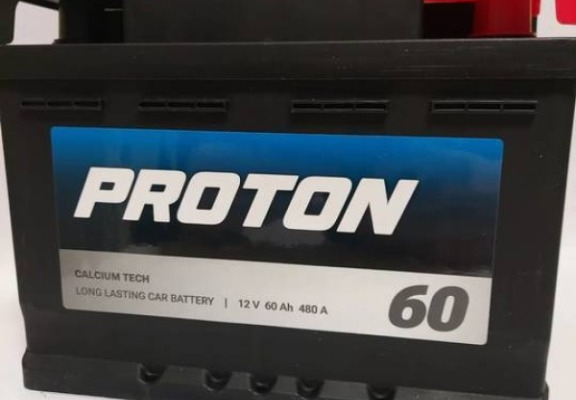 PROTON
CALCIUM TECH
LONG LASTING CAR BATTERY | 12 V 60 Ah 480 A
60